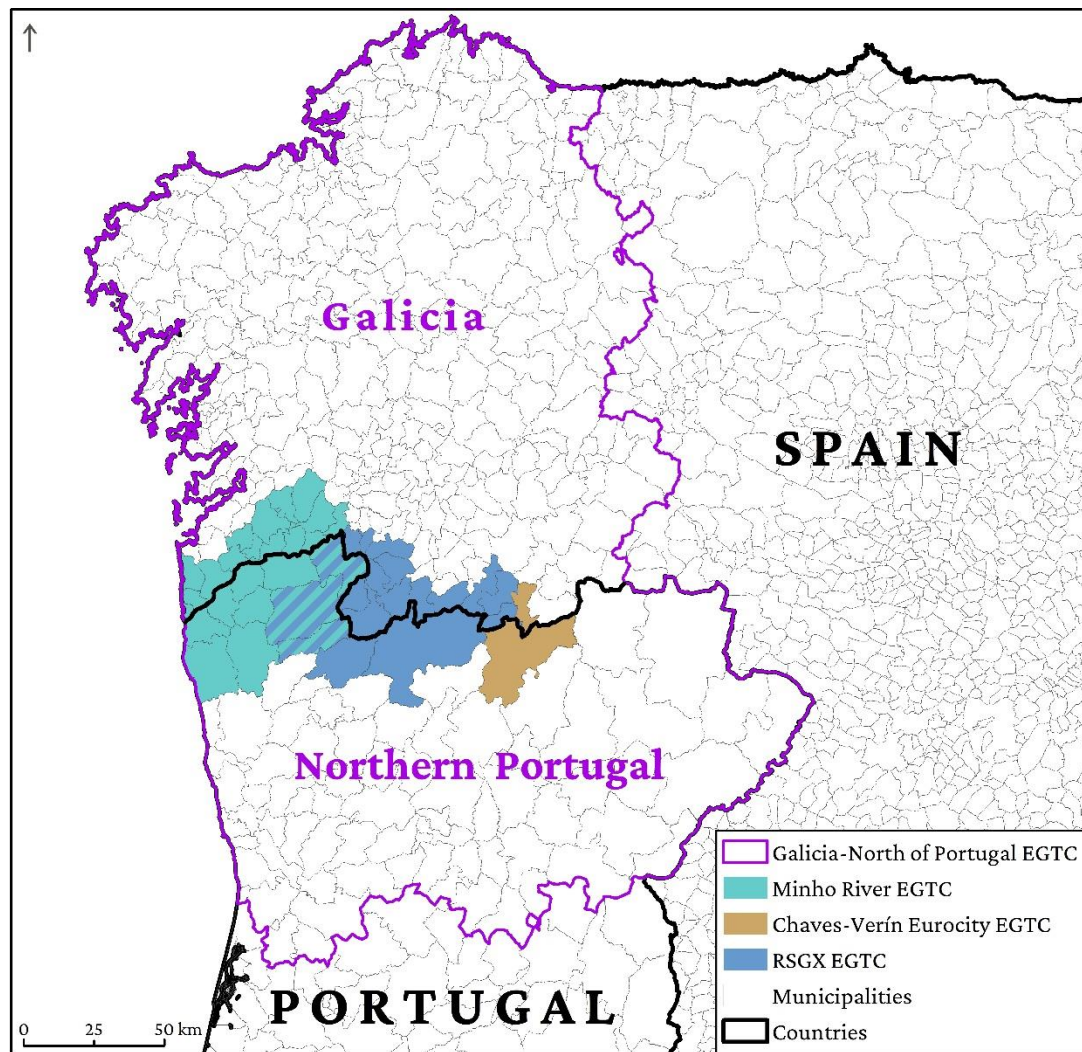 Galicia
SPAIN
Northern Portugal
PORTUGAL
Galicia-North of Portugal EGTC
Minho River EGTC
Chaves-Verín Eurocity EGTC
RSGX EGTC
Municipalities
Countries
0 25 50 km